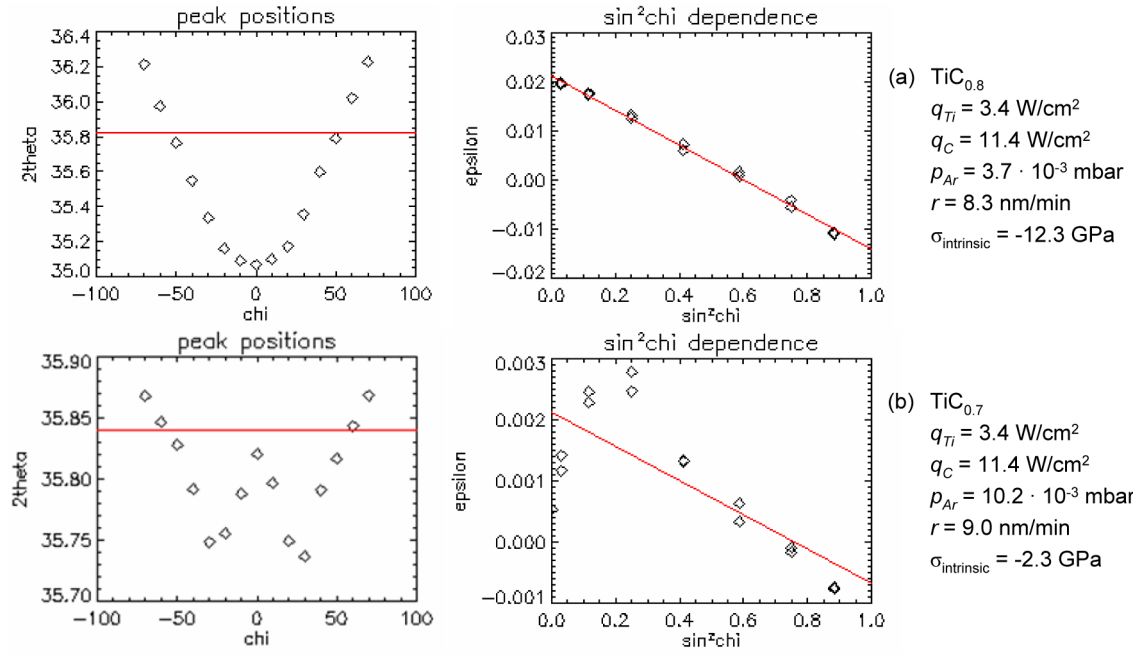 peak positions
36.4
36.2
36.0
35.8
35.6
35.4
35.2
35.0
2theta
−100 −50 0 50 100
chi
sin²chi dependence
0.03
0.02
0.01
0.00
−0.01
−0.02
epsilon
0.0 0.2 0.4 0.6 0.8 1.0
sin²chi
(a) TiC0.8
qTi = 3.4 W/cm²
qC = 11.4 W/cm²
pAr = 3.7 · 10⁻³ mbar
r = 8.3 nm/min
σintrinsic = -12.3 GPa
peak positions
35.90
35.85
35.80
35.75
35.70
2theta
−100 −50 0 50 100
chi
sin²chi dependence
0.003
0.002
0.001
0.000
−0.001
epsilon
0.0 0.2 0.4 0.6 0.8 1.0
sin²chi
(b) TiC0.7
qTi = 3.4 W/cm²
qC = 11.4 W/cm²
pAr = 10.2 · 10⁻³ mbar
r = 9.0 nm/min
σintrinsic = -2.3 GPa